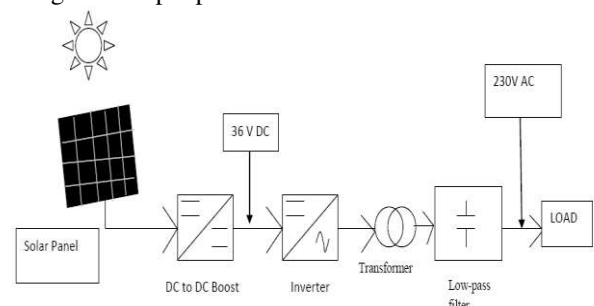 36 V DC
230V AC
Solar Panel
DC to DC Boost
Inverter
Transformer
Low-pass
filter
LOAD